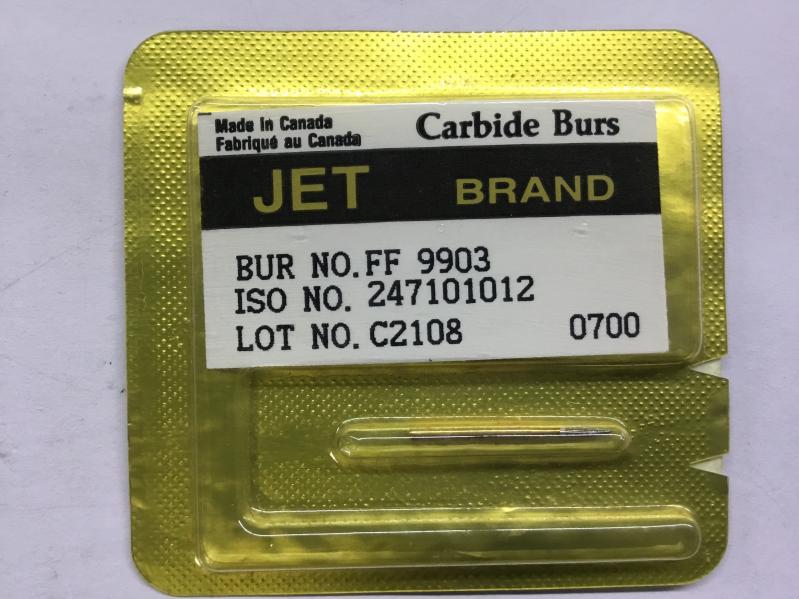 Made in Canada
Fabriqué au Canada
Carbide Burs
JET BRAND
BUR NO. FF 9903
ISO NO. 247101012
LOT NO. C2108 0700